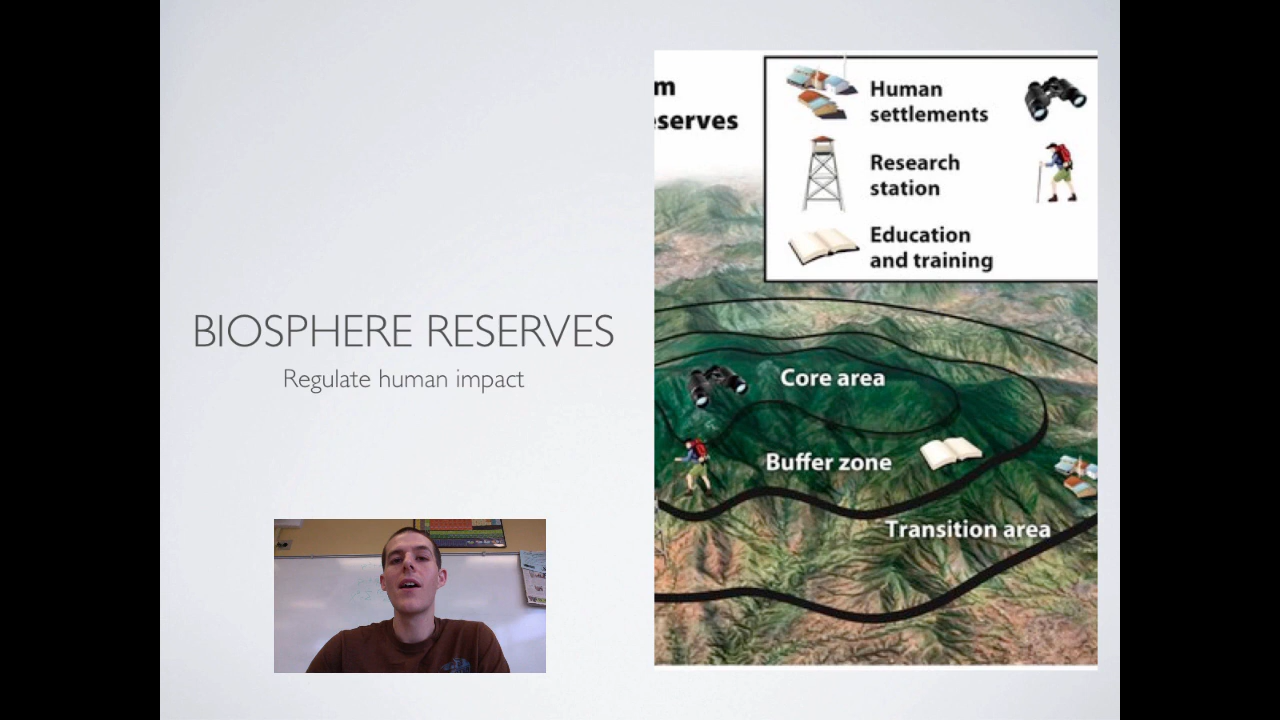 BIOSPHERE RESERVES
Regulate human impact
m
eserves
Human
settlements
Research
station
Education
and training
Core area
Buffer zone
Transition area